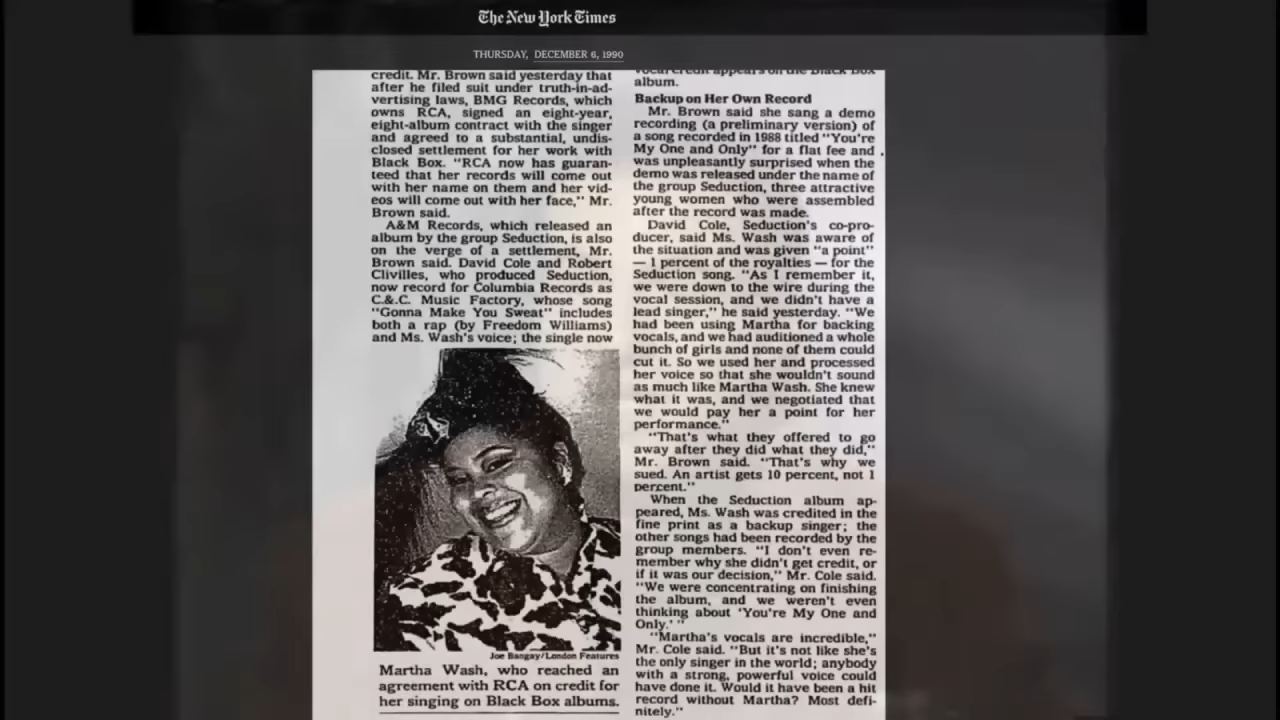 The New York Times
THURSDAY, DECEMBER 6, 1990
credit. Mr. Brown said yesterday that
after he filed suit under truth-in-ad-
vertising laws, BMG Records, which
owns RCA, signed an eight-year,
eight-album contract with the singer
and agreed to a substantial, undis-
closed settlement for her work with
Black Box. "RCA now has guaran-
teed that her records will come out
with her name on them and her vid-
eos will come out with her face," Mr.
Brown said.
A&M Records, which released an
album by the group Seduction, is also
on the verge of a settlement, Mr.
Brown said. David Cole and Robert
Clivilles, who produced Seduction,
now record for Columbia Records as
C.&C. Music Factory, whose song
"Gonna Make You Sweat" includes
both a rap (by Freedom Williams)
and Ms. Wash's voice; the single now
Joe Bangay/London Features
Martha Wash, who reached an
agreement with RCA on credit for
her singing on Black Box albums.
vocal credit appears on the Black Box
album.
Backup on Her Own Record
Mr. Brown said she sang a demo
recording (a preliminary version) of
a song recorded in 1988 titled "You're
My One and Only" for a flat fee and
was unpleasantly surprised when the
demo was released under the name of
the group Seduction, three attractive
young women who were assembled
after the record was made.
David Cole, Seduction's co-pro-
ducer, said Ms. Wash was aware of
the situation and was given "a point"
— 1 percent of the royalties — for the
Seduction song. "As I remember it,
we were down to the wire during the
vocal session, and we didn't have a
lead singer," he said yesterday. "We
had been using Martha for backing
vocals, and we had auditioned a whole
bunch of girls and none of them could
cut it. So we used her and processed
her voice so that she wouldn't sound
as much like Martha Wash. She knew
what it was, and we negotiated that
we would pay her a point for her
performance."
"That's what they offered to go
away after they did what they did,"
Mr. Brown said. "That's why we
sued. An artist gets 10 percent, not 1
percent."
When the Seduction album ap-
peared, Ms. Wash was credited in the
fine print as a backup singer; the
other songs had been recorded by the
group members. "I don't even re-
member why she didn't get credit, or
if it was our decision," Mr. Cole said.
"We were concentrating on finishing
the album, and we weren't even
thinking about 'You're My One and
Only.' "
"Martha's vocals are incredible,"
Mr. Cole said. "But it's not like she's
the only singer in the world; anybody
with a strong, powerful voice could
have done it. Would it have been a hit
record without Martha? Most defi-
nitely."